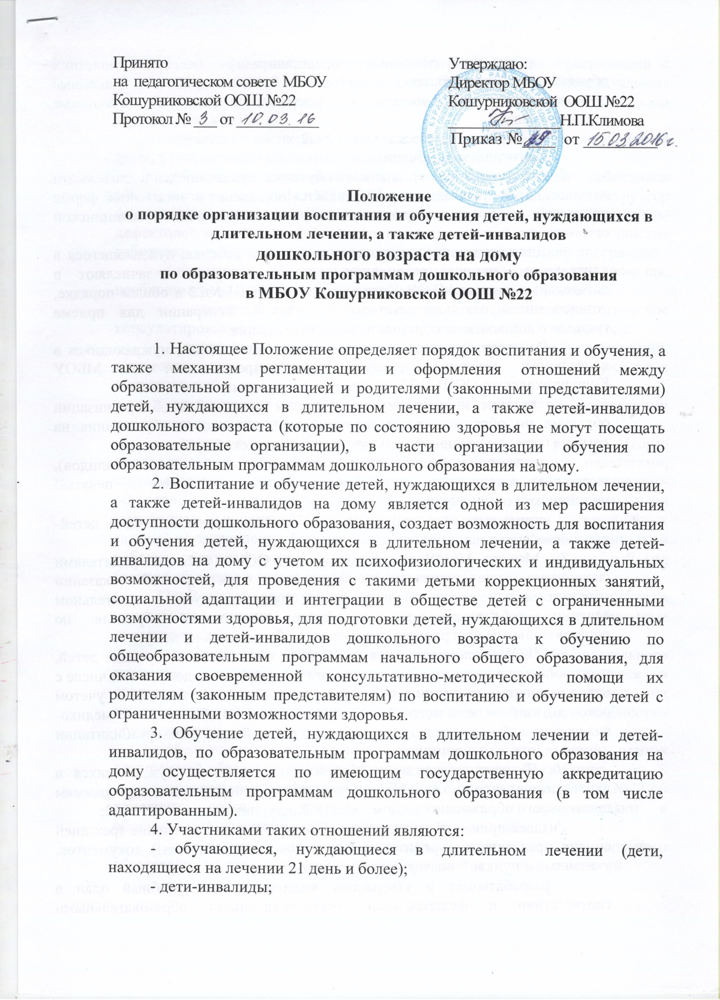 Принято
на педагогическом совете МБОУ
Кошурниковской ООШ №22
Протокол № 3 от 10.03.16
Утверждаю:
Директор МБОУ
Кошурниковской ООШ №22
Н.П.Климова
Приказ № от 15.03.2016 г.
ДЛЯ
ДОКУМЕНТОВ
Положение
о порядке организации воспитания и обучения детей, нуждающихся в
длительном лечении, а также детей-инвалидов
дошкольного возраста на дому
по образовательным программам дошкольного образования
в МБОУ Кошурниковской ООШ №22
1. Настоящее Положение определяет порядок воспитания и обучения, а
также механизм регламентации и оформления отношений между
образовательной организацией и родителями (законными представителями)
детей, нуждающихся в длительном лечении, а также детей-инвалидов
дошкольного возраста (которые по состоянию здоровья не могут посещать
образовательные организации), в части организации обучения по
образовательным программам дошкольного образования на дому.
2. Воспитание и обучение детей, нуждающихся в длительном лечении,
а также детей-инвалидов на дому является одной из мер расширения
доступности дошкольного образования, создает возможность для воспитания
и обучения детей, нуждающихся в длительном лечении, а также детей-
инвалидов на дому с учетом их психофизиологических и индивидуальных
возможностей, для проведения с такими детьми коррекционных занятий,
социальной адаптации и интеграции в обществе детей с ограниченными
возможностями здоровья, для подготовки детей, нуждающихся в длительном
лечении и детей-инвалидов дошкольного возраста к обучению по
общеобразовательным программам начального общего образования, для
оказания своевременной консультативно-методической помощи их
родителям (законным представителям) по воспитанию и обучению детей с
ограниченными возможностями здоровья.
3. Обучение детей, нуждающихся в длительном лечении и детей-
инвалидов, по образовательным программам дошкольного образования на
дому осуществляется по имеющим государственную аккредитацию
образовательным программам дошкольного образования (в том числе
адаптированным).
4. Участниками таких отношений являются:
- обучающиеся, нуждающиеся в длительном лечении (дети,
находящиеся на лечении 21 день и более);
- дети-инвалиды;